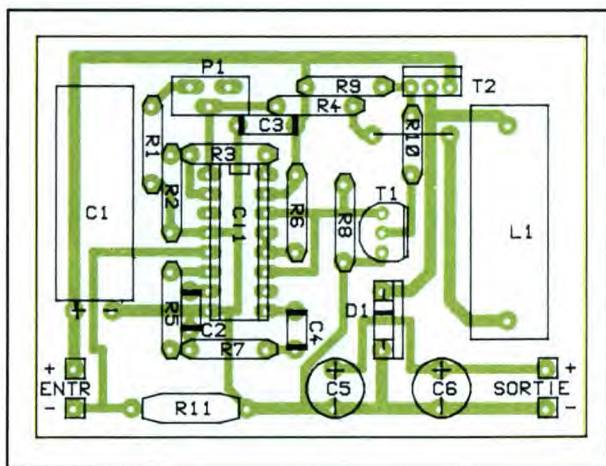 P1
R9
T2
R4
C3
R1
R10
R3
R2
T1
C1
CI1
R6
R8
L1
R5
D1
C2
C4
+ -
R7
+
ENTR
-
+
C5
+
C6
+
SORTIE
-
R11